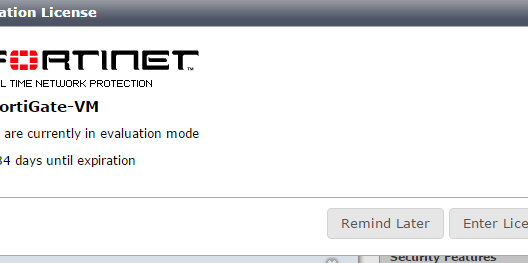 ation License
FORTINET
L TIME NETWORK PROTECTION
ortiGate-VM
are currently in evaluation mode
34 days until expiration
Remind Later
Enter Lice
Security Features